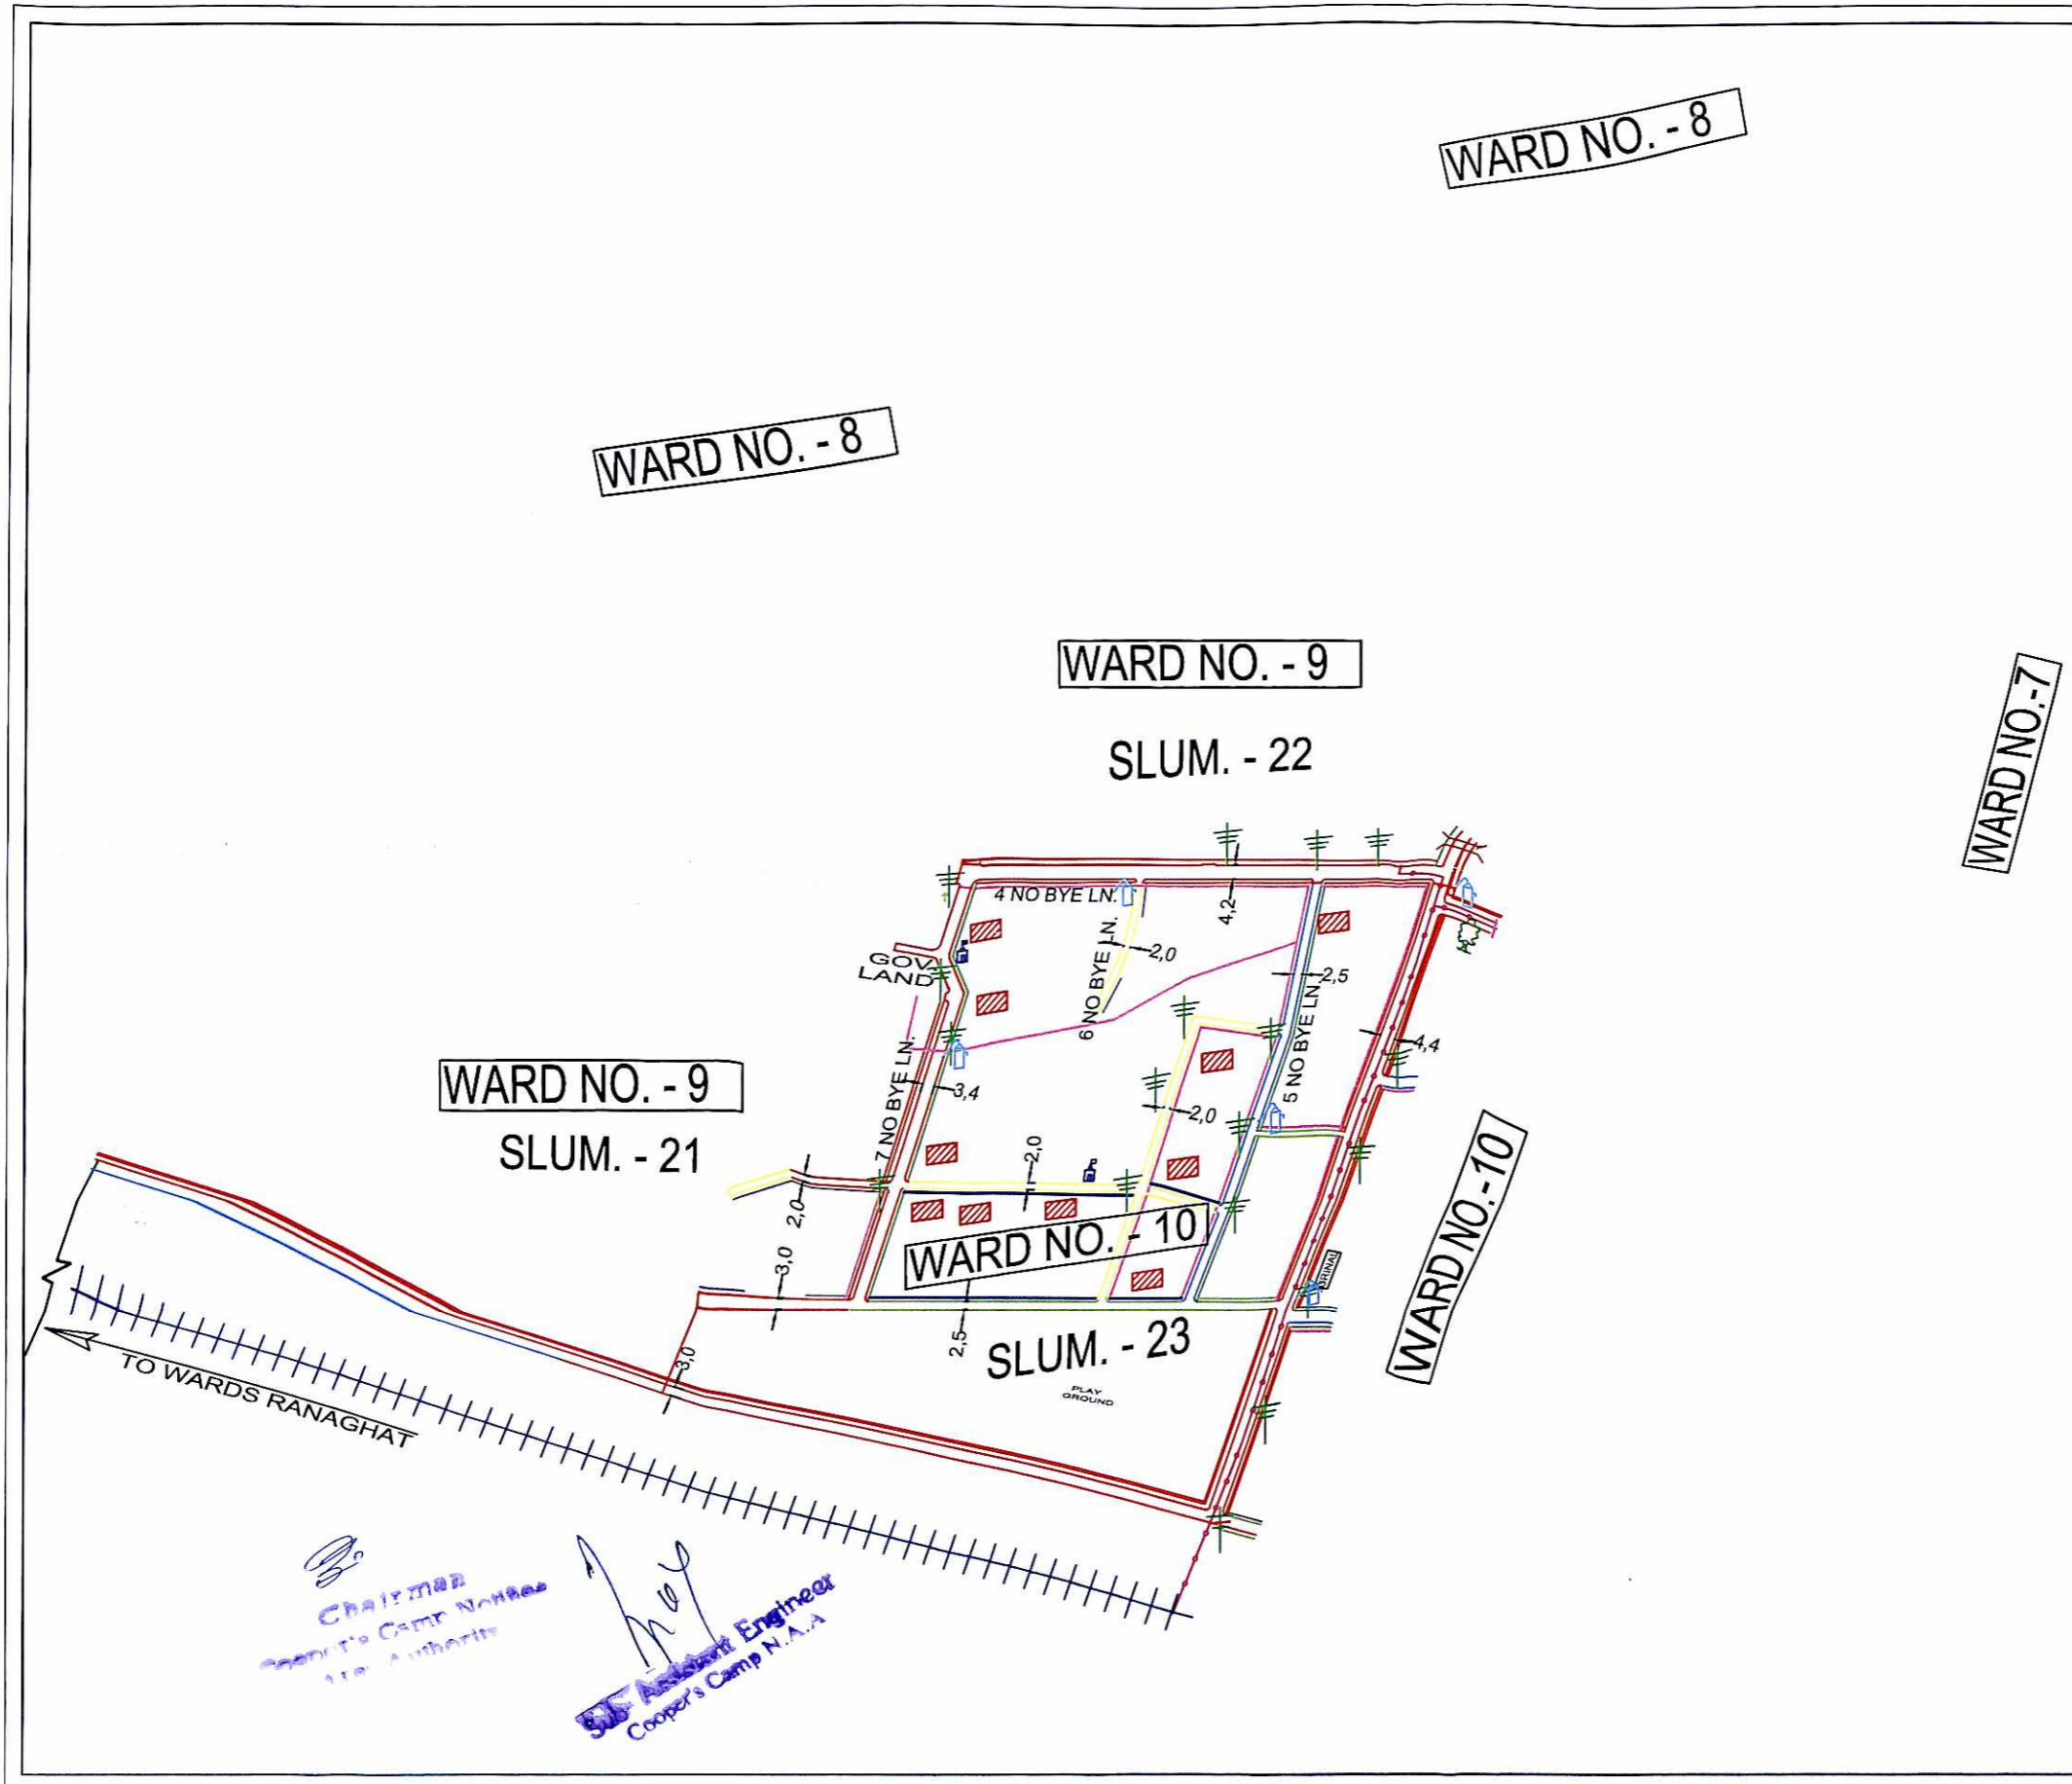 WARD NO. - 8
WARD NO. - 8
WARD NO. - 9
SLUM. - 22
WARD NO.-7
4 NO BYE LN.
4,2
GOV.
LAND
6 NO BYE LN.
2,0
2,5
5 NO BYE LN.
4,4
7 NO BYE LN.
3,4
2,0
WARD NO. - 9
SLUM. - 21
2,0
2,0
3,0
WARD NO. - 10
WARD NO.-10
2,5
SLUM. - 23
PLAY
GROUND
3,0
TO WARDS RANAGHAT
Chairman
Camp
Authority
Sub Assistant Engineer
Cooper's Camp N.A.A